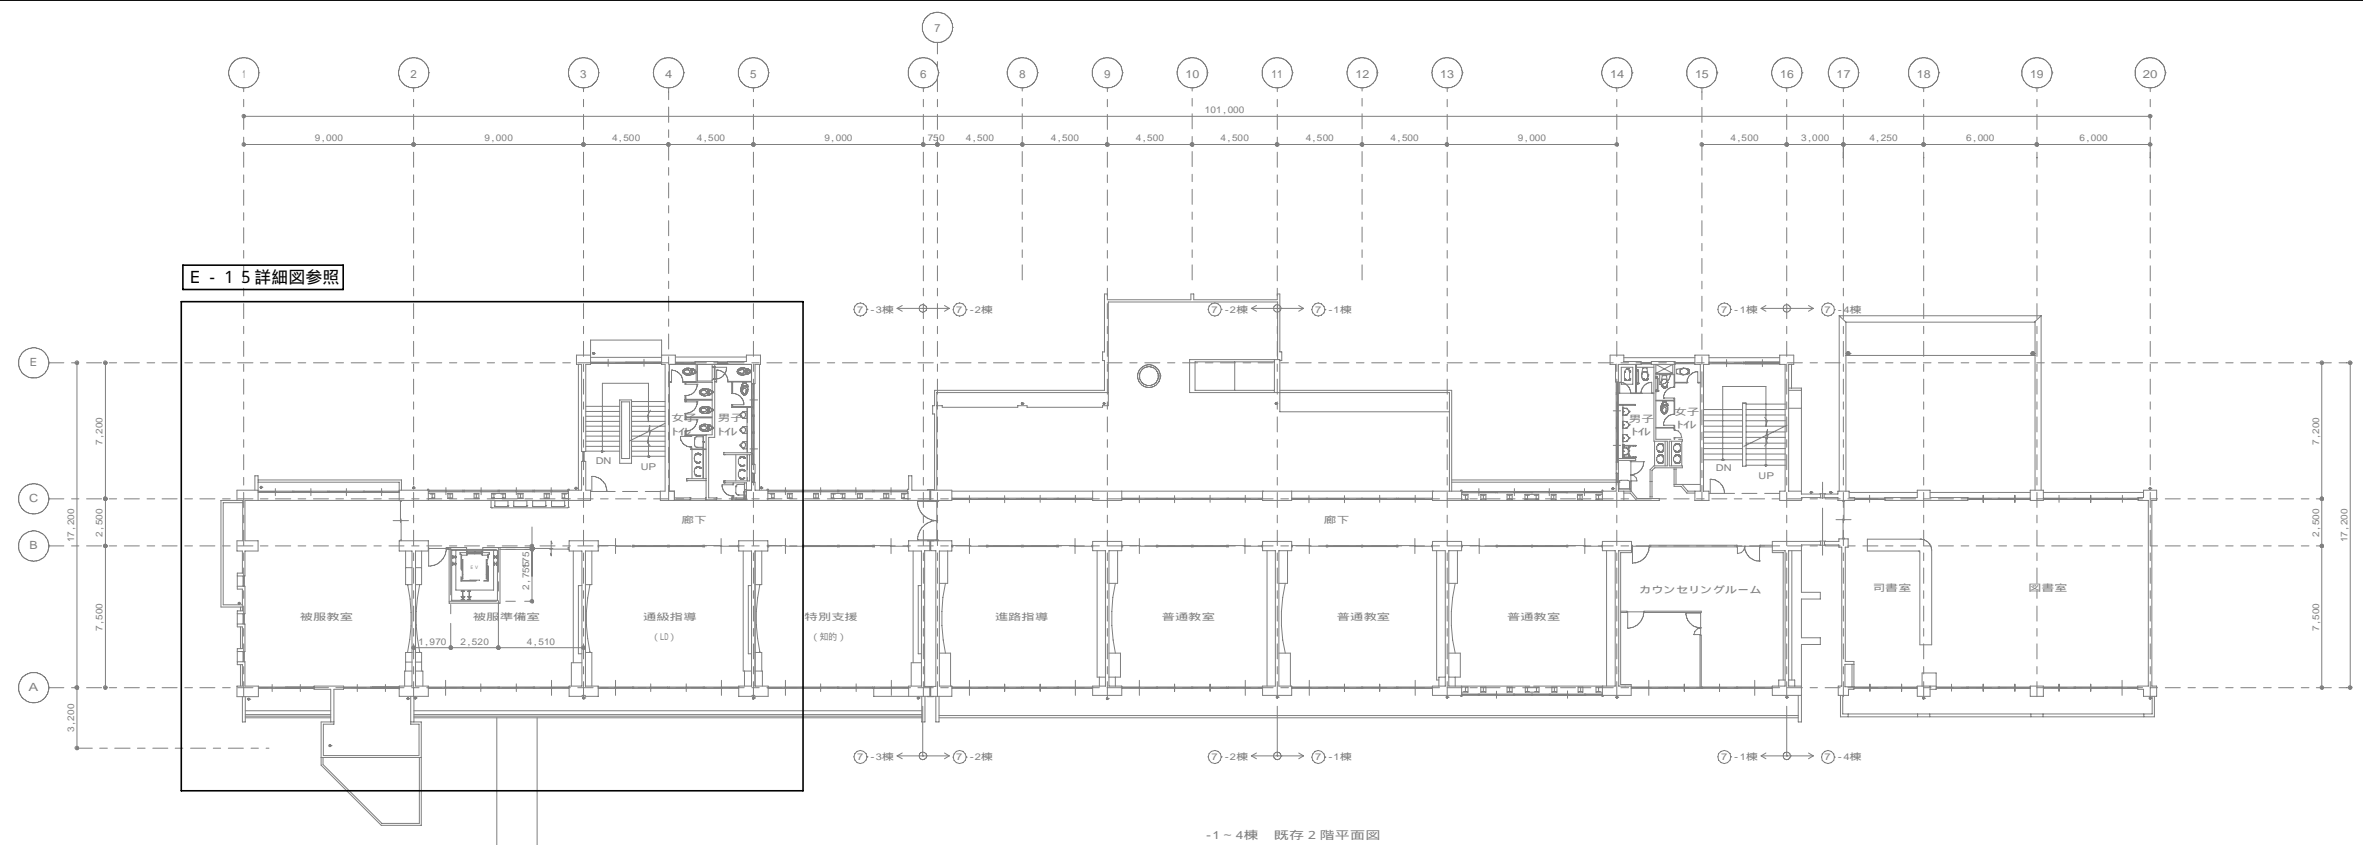 7
1 2 3 4 5 6 8 9 10 11 12 13 14 15 16 17 18 19 20
101,000
9,000 9,000 4,500 4,500 9,000 750 4,500 4,500 4,500 4,500 4,500 4,500 9,000 4,500 3,000 4,250 6,000 6,000
E-15詳細図参照
⑦-3棟 ⑦-2棟 ⑦-2棟 ⑦-1棟 ⑦-1棟 ⑦-4棟
E
7,200
女子
トイレ
男子
トイレ
DN
UP
男子
トイレ
女子
トイレ
DN
UP
7,200
C
17,200
2,500
廊下
廊下
2,500
17,200
B
2,755
被服教室
被服準備室
通級指導
(LD)
特別支援
(知的)
進路指導
普通教室
普通教室
普通教室
カウンセリングルーム
司書室
図書室
7,500
1,970 2,520 4,510
7,500
A
3,200
⑦-3棟 ⑦-2棟 ⑦-2棟 ⑦-1棟 ⑦-1棟 ⑦-4棟
-1~4棟 既存2階平面図